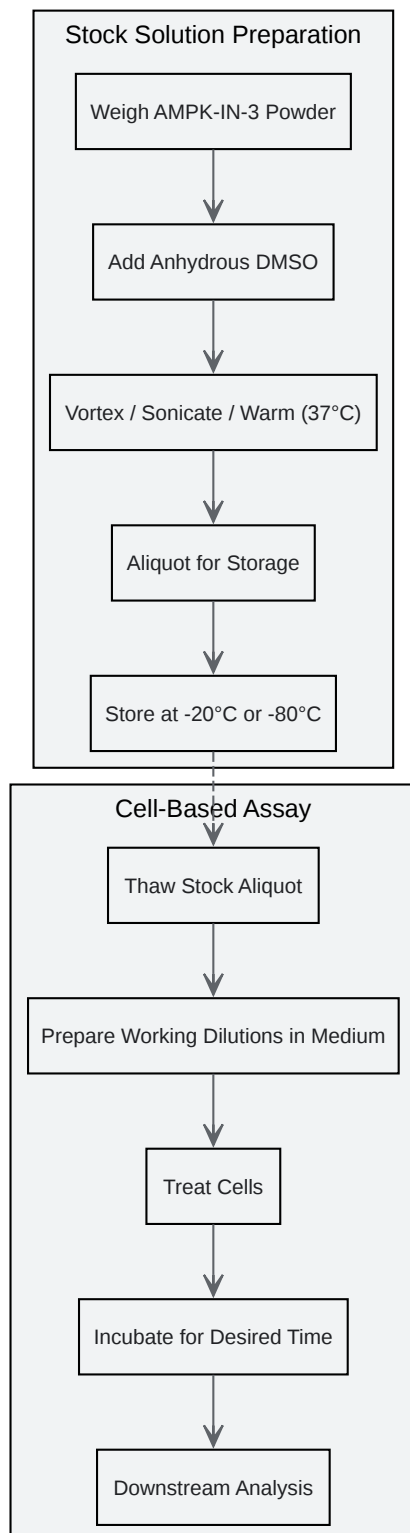 Stock Solution Preparation
Weigh AMPK-IN-3 Powder
Add Anhydrous DMSO
Vortex / Sonicate / Warm (37°C)
Aliquot for Storage
Store at -20°C or -80°C
Cell-Based Assay
Thaw Stock Aliquot
Prepare Working Dilutions in Medium
Treat Cells
Incubate for Desired Time
Downstream Analysis